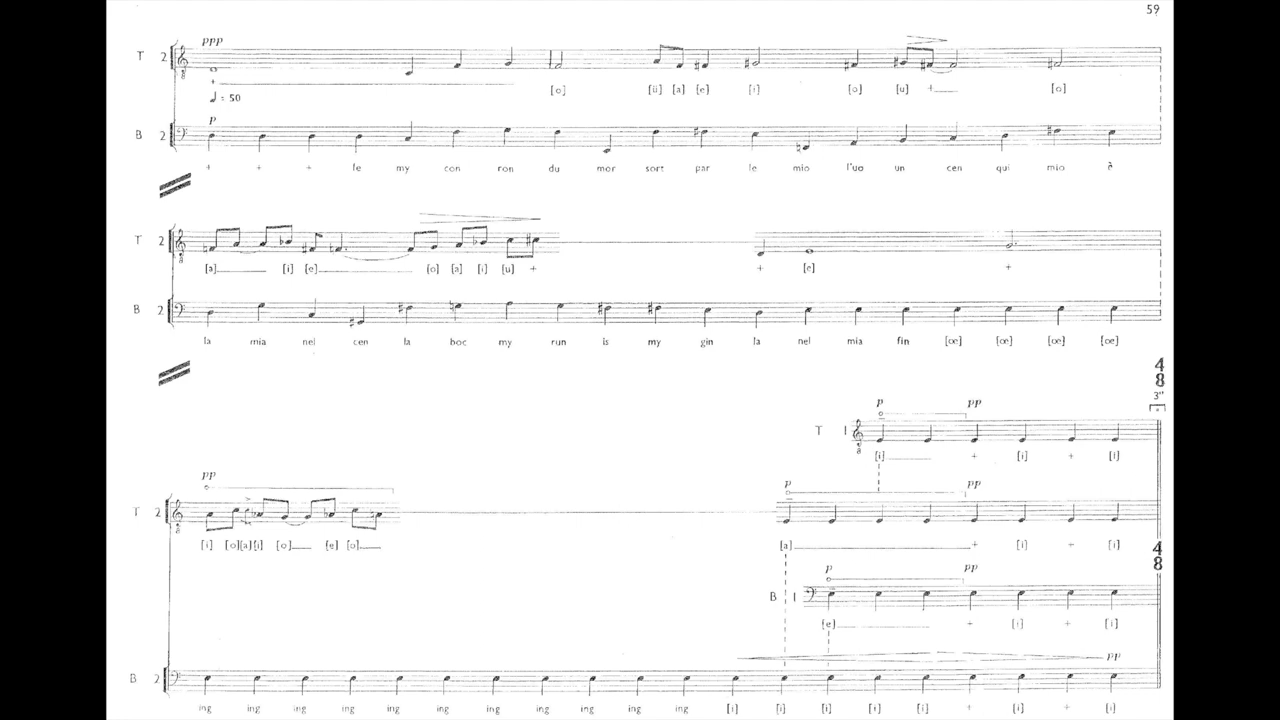 59
ppp
T 2
+ [o] [ü] [a] [e] [i] [o] [u] + [o]
♩ = 50
p
B 2
+ + + le my con ron du mor sort par le mio l'uo un cen qui mio è
T 2
[a] [i] [e] [o] [a] [i] [u] + + [e] +
B 2
la mia nel cen la boc my run is my gin la nel mia fin [œ] [œ] [œ] [œ]
4
8
3"
p pp
T 1
[i] + [i] + [i]
pp p pp
T 2
[i] [o] [a] [i] [o] [e] [o] [a] + [i] + [i]
4
8
p pp
B 1
[e] + [i] + [i]
pp
B 2
ing ing ing ing ing ing ing ing ing ing ing [i] [i] [i] [i] [i] + [i] + [i]